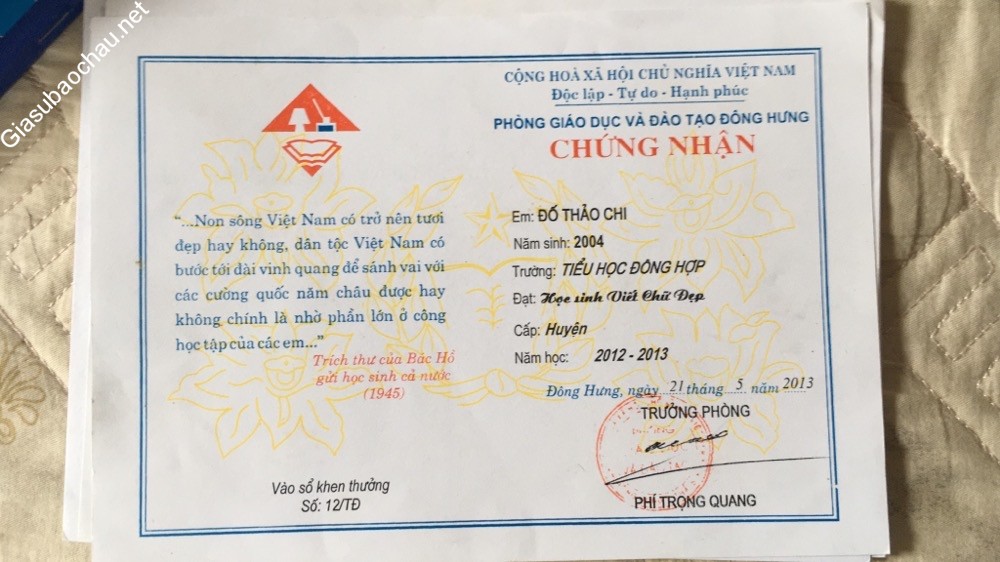 Giasubaochau.net
CỘNG HOÀ XÃ HỘI CHỦ NGHĨA VIỆT NAM
Độc lập - Tự do - Hạnh phúc
PHÒNG GIÁO DỤC VÀ ĐÀO TẠO ĐÔNG HƯNG
CHỨNG NHẬN
"...Non sông Việt Nam có trở nên tươi
đẹp hay không, dân tộc Việt Nam có
bước tới đài vinh quang để sánh vai với
các cường quốc năm châu được hay
không chính là nhờ phần lớn ở công
học tập của các em..."
Trích thư của Bác Hồ
gửi học sinh cả nước
(1945)
Vào sổ khen thưởng
Số: 12/TĐ
Em: ĐỖ THẢO CHI
Năm sinh: 2004
Trường: TIỂU HỌC ĐÔNG HỢP
Đạt: Học sinh Viết Chữ Đẹp
Cấp: Huyện
Năm học: 2012 - 2013
Đông Hưng, ngày 21 tháng 5 năm 2013
TRƯỞNG PHÒNG
PHÍ TRỌNG QUANG